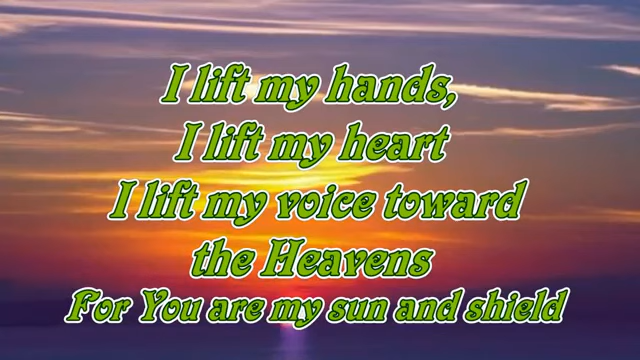 I lift my hands,
I lift my heart
I lift my voice toward
the Heavens
For You are my sun and shield